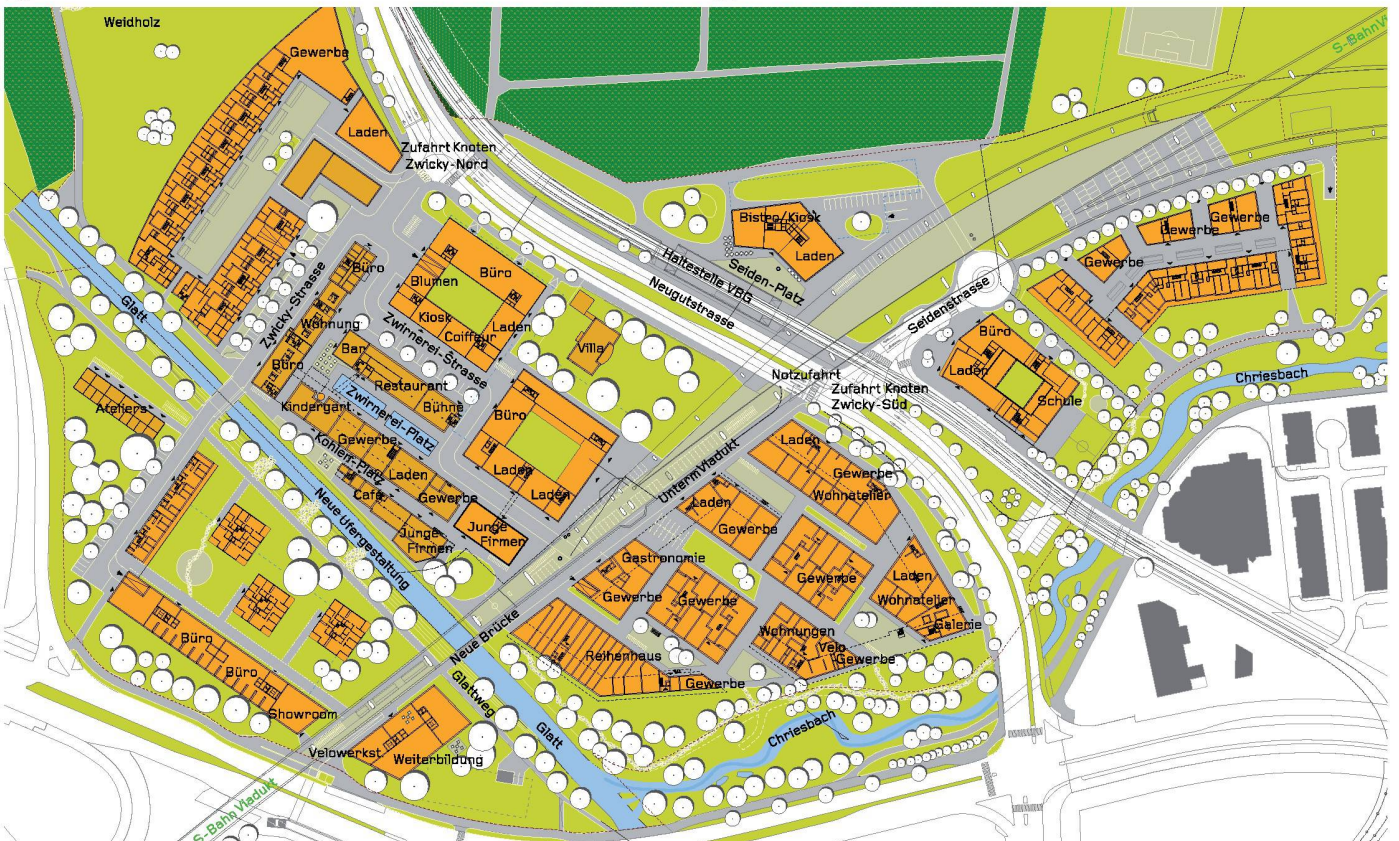 Weidholz
Gewerbe
Laden
Zufahrt Knoten
Zwicky-Nord
S-Bahn Vi
Bistro/Kiosk
Laden
Seiden-Platz
Haltestelle VBG
Neugutstrasse
Gewerbe
Gewerbe
Gewerbe
Seidenstrasse
Büro
Laden
Schule
Chriesbach
Glatt
Zwicky-Strasse
Büro
Wohnung
Büro
Büro
Blumen
Kiosk
Coiffeur
Laden
Zwirnerei-Strasse
Villa
Bar
Restaurant
Bühne
Zwirnerei-Platz
Notzufahrt
Zufahrt Knoten
Zwicky-Süd
Ateliers
Kindergart.
Gewerbe
Kohlen-Platz
Laden
Café
Gewerbe
Junge-
Firmen
Junge
Firmen
Büro
Laden
Laden
Unterm Viadukt
Laden
Gewerbe
Wohnatelier
Laden
Gewerbe
Gastronomie
Gewerbe
Gewerbe
Gewerbe
Laden
Wohnatelier
Galerie
Wohnungen
Velo
Gewerbe
Reihenhaus
Gewerbe
Neue Ufergestaltung
Neue Brücke
Büro
Büro
Showroom
Glattweg
Glatt
Chriesbach
Velowerkst.
Weiterbildung
S-Bahn Viadukt